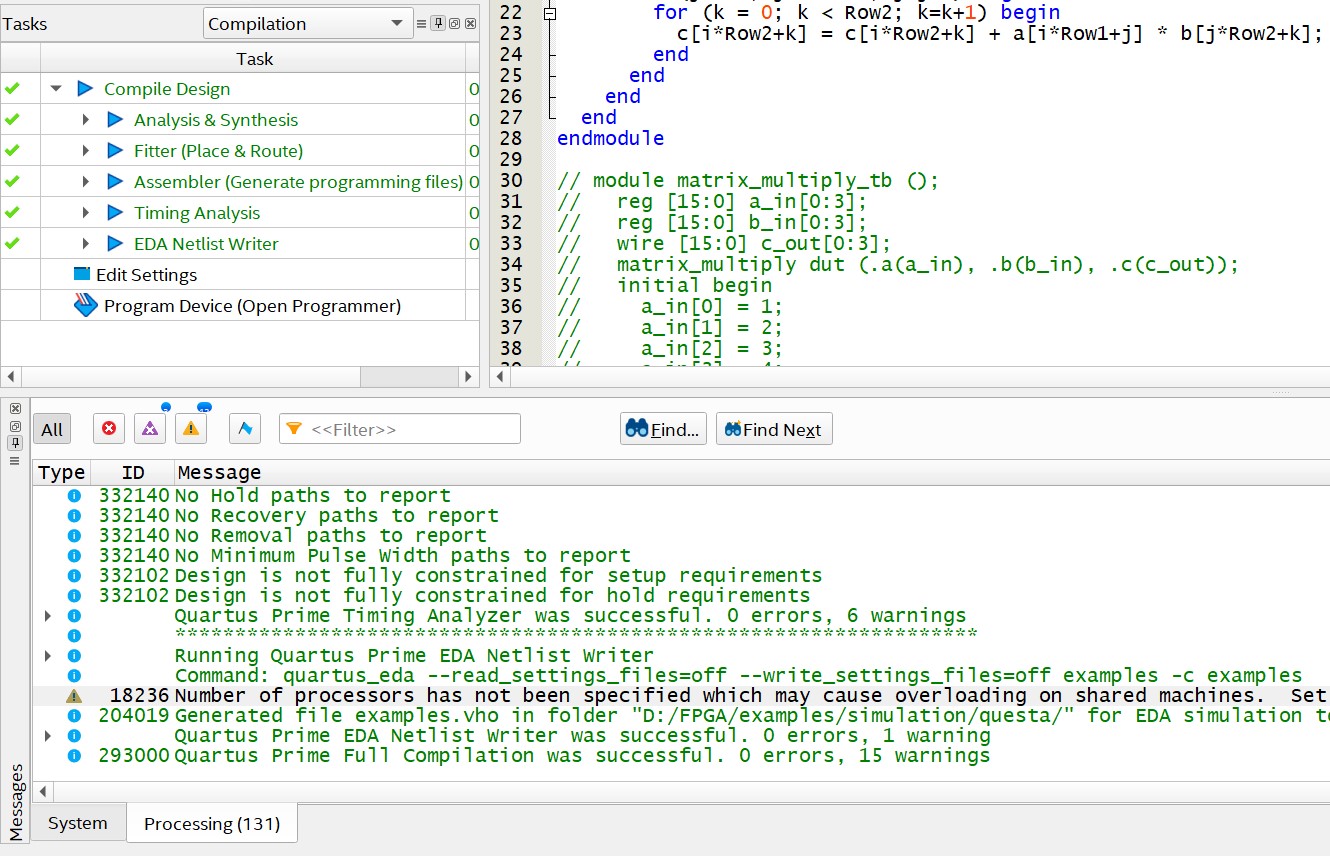 Tasks
Compilation
Task
Compile Design 0
Analysis & Synthesis 0
Fitter (Place & Route) 0
Assembler (Generate programming files) 0
Timing Analysis 0
EDA Netlist Writer 0
Edit Settings
Program Device (Open Programmer)
22 for (k = 0; k < Row2; k=k+1) begin
23 c[i*Row2+k] = c[i*Row2+k] + a[i*Row1+j] * b[j*Row2+k];
24 end
25 end
26 end
27 end
28 endmodule
29
30 // module matrix_multiply_tb ();
31 // reg [15:0] a_in[0:3];
32 // reg [15:0] b_in[0:3];
33 // wire [15:0] c_out[0:3];
34 // matrix_multiply dut (.a(a_in), .b(b_in), .c(c_out));
35 // initial begin
36 // a_in[0] = 1;
37 // a_in[1] = 2;
38 // a_in[2] = 3;
All
<<Filter>>
Find...
Find Next
Type ID Message
332140 No Hold paths to report
332140 No Recovery paths to report
332140 No Removal paths to report
332140 No Minimum Pulse Width paths to report
332102 Design is not fully constrained for setup requirements
332102 Design is not fully constrained for hold requirements
Quartus Prime Timing Analyzer was successful. 0 errors, 6 warnings
*******************************************************************
Running Quartus Prime EDA Netlist Writer
Command: quartus_eda --read_settings_files=off --write_settings_files=off examples -c examples
18236 Number of processors has not been specified which may cause overloading on shared machines. Set
204019 Generated file examples.vho in folder "D:/FPGA/examples/simulation/questa/" for EDA simulation
Quartus Prime EDA Netlist Writer was successful. 0 errors, 1 warning
293000 Quartus Prime Full Compilation was successful. 0 errors, 15 warnings
Messages
System
Processing (131)